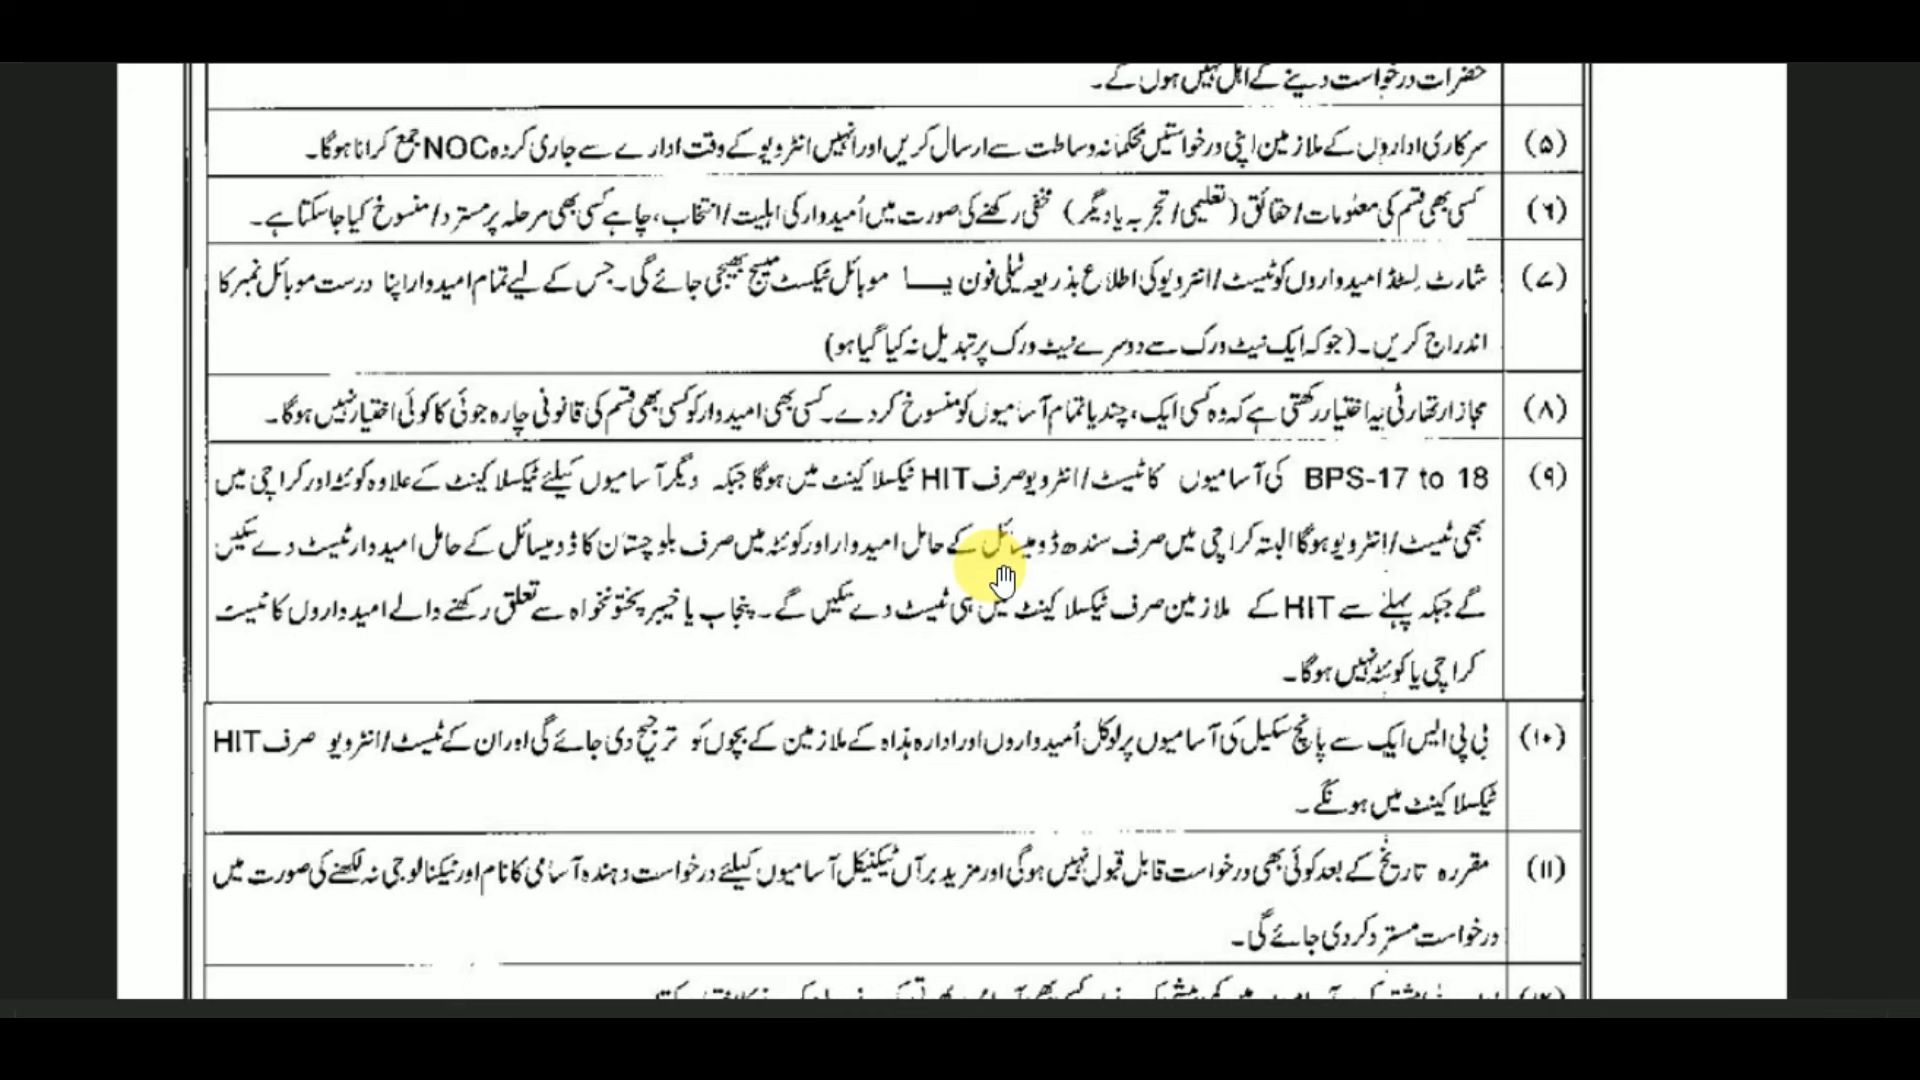 حضرات درخواست دینے کے اہل نہیں ہوں گے۔
(۵) سرکاری اداروں کے ملازمین اپنی درخواستیں محکمانہ وساطت سے ارسال کریں اور انہیں انٹرویو کے وقت ادارے سے جاری کردہ NOC جمع کرانا ہوگا۔
(۶) کسی بھی قسم کی معلومات/حقائق (تعلیمی/تجربہ یا دیگر) مخفی رکھنے کی صورت میں اُمیدوار کی اہلیت/انتخاب، چاہے کسی بھی مرحلہ پر مسترد/منسوخ کیا جا سکتا ہے۔
(۷) شارٹ لسٹڈ امیدواروں کو ٹیسٹ/انٹرویو کی اطلاع بذریعہ ٹیلی فون یا موبائل ٹیکسٹ میسج بھیجی جائے گی۔ جس کے لیے تمام امیدوار اپنا درست موبائل نمبر کا
اندراج کریں۔ (جو کہ ایک نیٹ ورک سے دوسرے نیٹ ورک پر تبدیل نہ کیا گیا ہو)
(۸) مجاز ارتھارٹی یہ اختیار رکھتی ہے کہ وہ کسی ایک، چند یا تمام آسامیوں کو منسوخ کر دے۔ کسی بھی امیدوار کو کسی بھی قسم کی قانونی چارہ جوئی کا کوئی اختیار نہیں ہوگا۔
(۹) BPS-17 to 18 کی آسامیوں کا ٹیسٹ/انٹرویو صرف HIT ٹیکسلا کینٹ میں ہوگا جبکہ دیگر آسامیوں کیلئے ٹیکسلا کینٹ کے علاوہ کوئٹہ اور کراچی میں
بھی ٹیسٹ/انٹرویو ہوگا البتہ کراچی میں صرف سندھ ڈومیسائل کے حامل امیدوار اور کوئٹہ میں صرف بلوچستان کا ڈومیسائل کے حامل امیدوار ٹیسٹ دے سکیں
گے جبکہ پہلے سے HIT کے ملازمین صرف ٹیکسلا کینٹ میں ہی ٹیسٹ دے سکیں گے۔ پنجاب یا خیبر پختونخواہ سے تعلق رکھنے والے امیدواروں کا ٹیسٹ
کراچی یا کوئٹہ نہیں ہوگا۔
(۱۰) بی پی ایس ایک سے پانچ سکیل کی آسامیوں پر لوکل اُمیدواروں اور ادارہ ہذاہ کے ملازمین کے بچوں کو ترجیح دی جائے گی اور ان کے ٹیسٹ/انٹرویو صرف HIT
ٹیکسلا کینٹ میں ہونگے۔
(۱۱) مقررہ تاریخ کے بعد کوئی بھی درخواست قابل قبول نہیں ہوگی اور مزید برآں ٹیکنیکل آسامیوں کیلئے درخواست دہندہ آسامی کا نام اور ٹیکنالوجی نہ لکھنے کی صورت میں
درخواست مسترد کر دی جائے گی۔